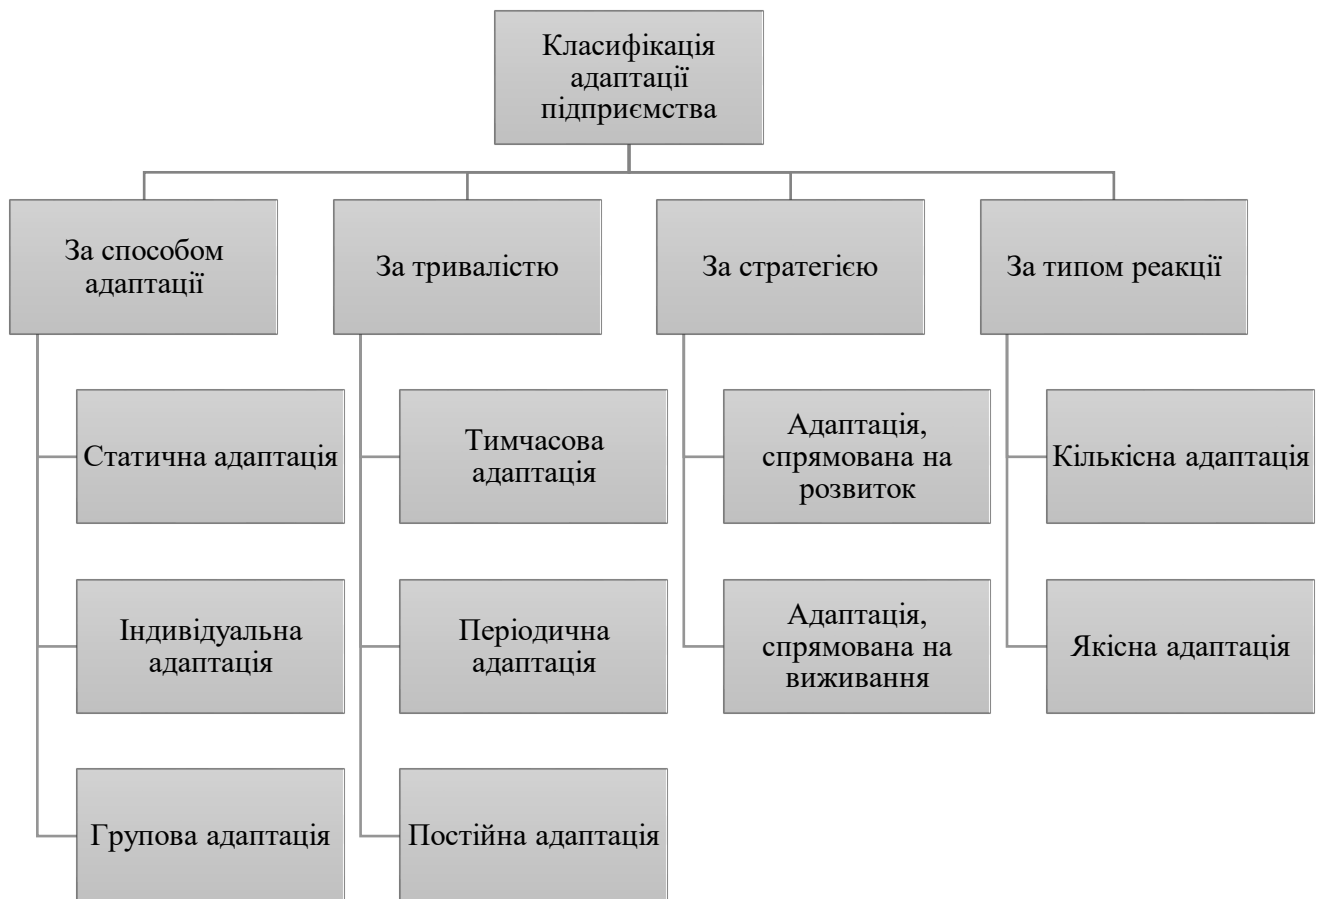 Класифікація
адаптації
підприємства
За способом
адаптації
За тривалістю
За стратегією
За типом реакції
Статична адаптація
Тимчасова
адаптація
Адаптація,
спрямована на
розвиток
Кількісна адаптація
Індивідуальна
адаптація
Періодична
адаптація
Адаптація,
спрямована на
виживання
Якісна адаптація
Групова адаптація
Постійна адаптація